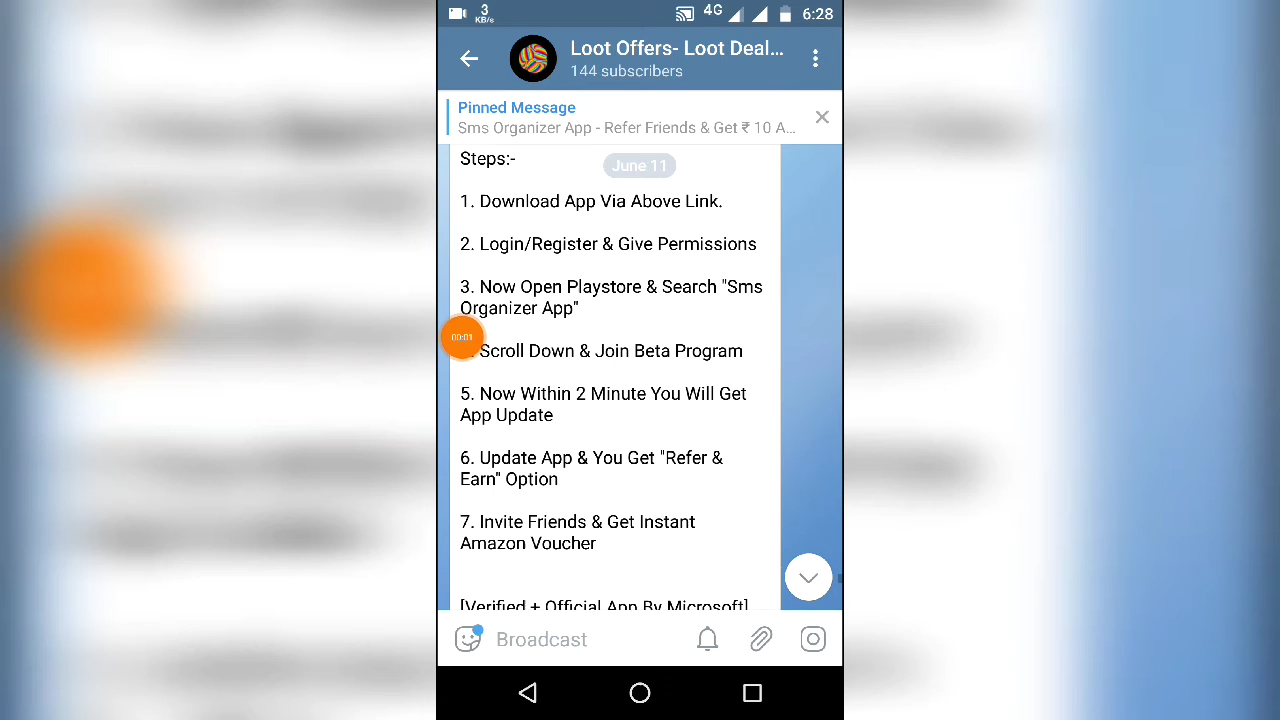 3
KB/s
4G
6:28
Loot Offers- Loot Deal...
144 subscribers
Pinned Message
Sms Organizer App - Refer Friends & Get ₹ 10 A...
Steps:-
June 11
1. Download App Via Above Link.
2. Login/Register & Give Permissions
3. Now Open Playstore & Search "Sms
Organizer App"
00:01
Scroll Down & Join Beta Program
5. Now Within 2 Minute You Will Get
App Update
6. Update App & You Get "Refer &
Earn" Option
7. Invite Friends & Get Instant
Amazon Voucher
[Verified + Official App By Microsoft]
Broadcast